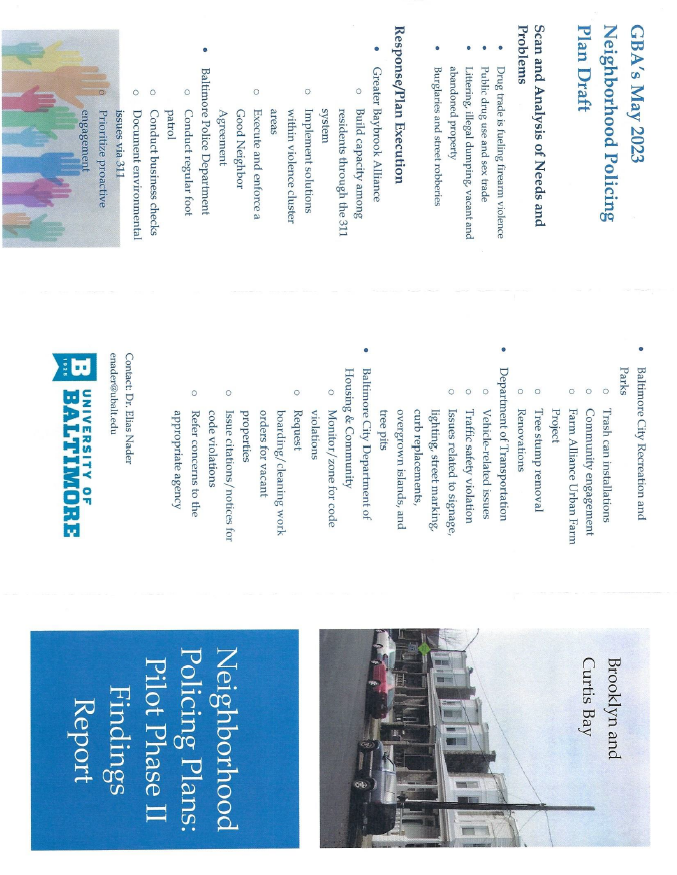 GBA's May 2023
Neighborhood Policing
Plan Draft
Scan and Analysis of Needs and
Problems
• Drug trade is fueling firearm violence
• Public drug use and sex trade
• Littering, illegal dumping, vacant and
abandoned property
• Burglaries and street robberies
Response/Plan Execution
• Greater Baybrook Alliance
○ Build capacity among
residents through the 311
system
○ Implement solutions
within violence cluster
areas
○ Execute and enforce a
Good Neighbor
Agreement
• Baltimore Police Department
○ Conduct regular foot
patrol
○ Conduct business checks
○ Document environmental
issues via 311
○ Prioritize proactive
engagement
• Baltimore City Recreation and
Parks
○ Trash can installations
○ Community engagement
○ Farm Alliance Urban Farm
Project
○ Tree stump removal
○ Renovations
• Department of Transportation
○ Vehicle-related issues
○ Traffic safety violation
○ Issues related to signage,
lighting, street marking,
curb replacements,
overgrown islands, and
tree pits
• Baltimore City Department of
Housing & Community
○ Monitor/zone for code
violations
○ Request
boarding/cleaning work
orders for vacant
properties
○ Issue citations/notices for
code violations
○ Refer concerns to the
appropriate agency
Contact: Dr. Elias Nader
enader@ubalt.edu
B
1925
UNIVERSITY OF
BALTIMORE
Brooklyn and
Curtis Bay
Neighborhood
Policing Plans:
Pilot Phase II
Findings
Report